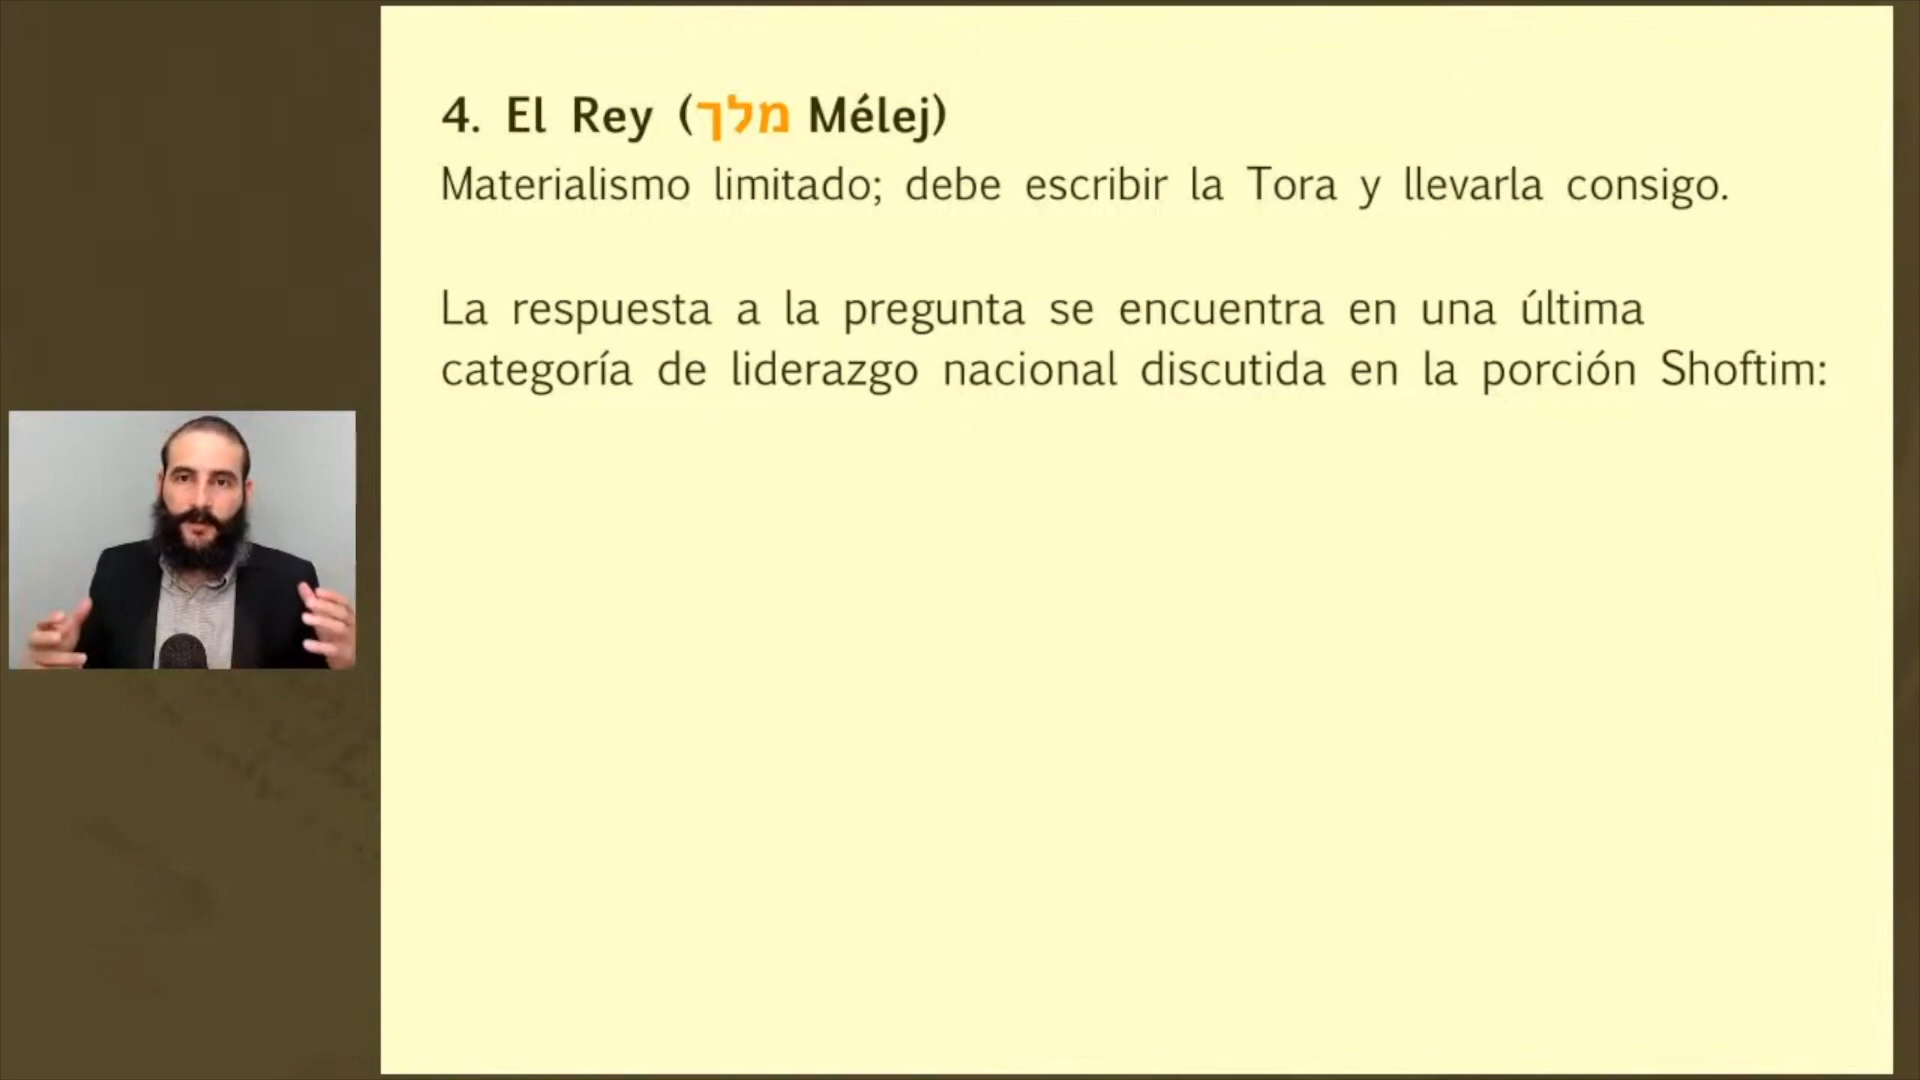 4. El Rey (מלך Mélej)
Materialismo limitado; debe escribir la Tora y llevarla consigo.
La respuesta a la pregunta se encuentra en una última
categoría de liderazgo nacional discutida en la porción Shoftim: